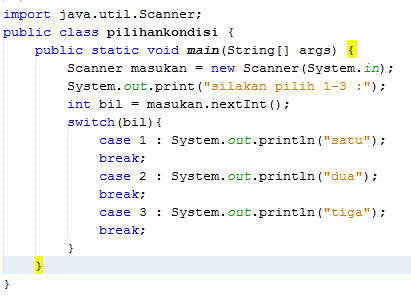 import java.util.Scanner;
public class pilihankondisi {
    public static void main(String[] args) {
        Scanner masukan = new Scanner(System.in);
        System.out.print("silakan pilih 1-3 :");
        int bil = masukan.nextInt();
        switch(bil){
            case 1 : System.out.println("satu");
            break;
            case 2 : System.out.println("dua");
            break;
            case 3 : System.out.println("tiga");
            break;
        }
    }
}